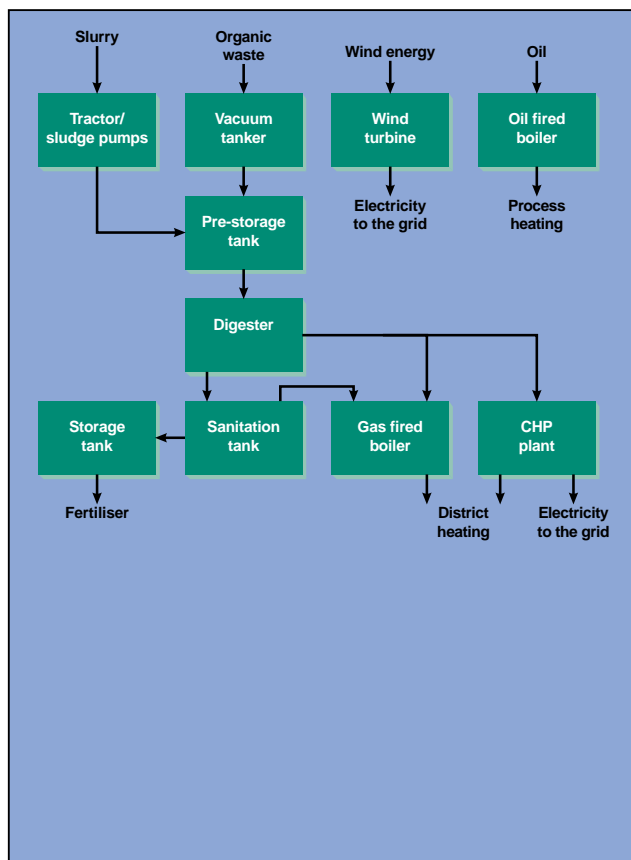 Slurry
Organic
waste
Wind energy
Oil
Tractor/
sludge pumps
Vacuum
tanker
Wind
turbine
Oil fired
boiler
Electricity
to the grid
Process
heating
Pre-storage
tank
Digester
Storage
tank
Sanitation
tank
Gas fired
boiler
CHP
plant
Fertiliser
District
heating
Electricity
to the grid